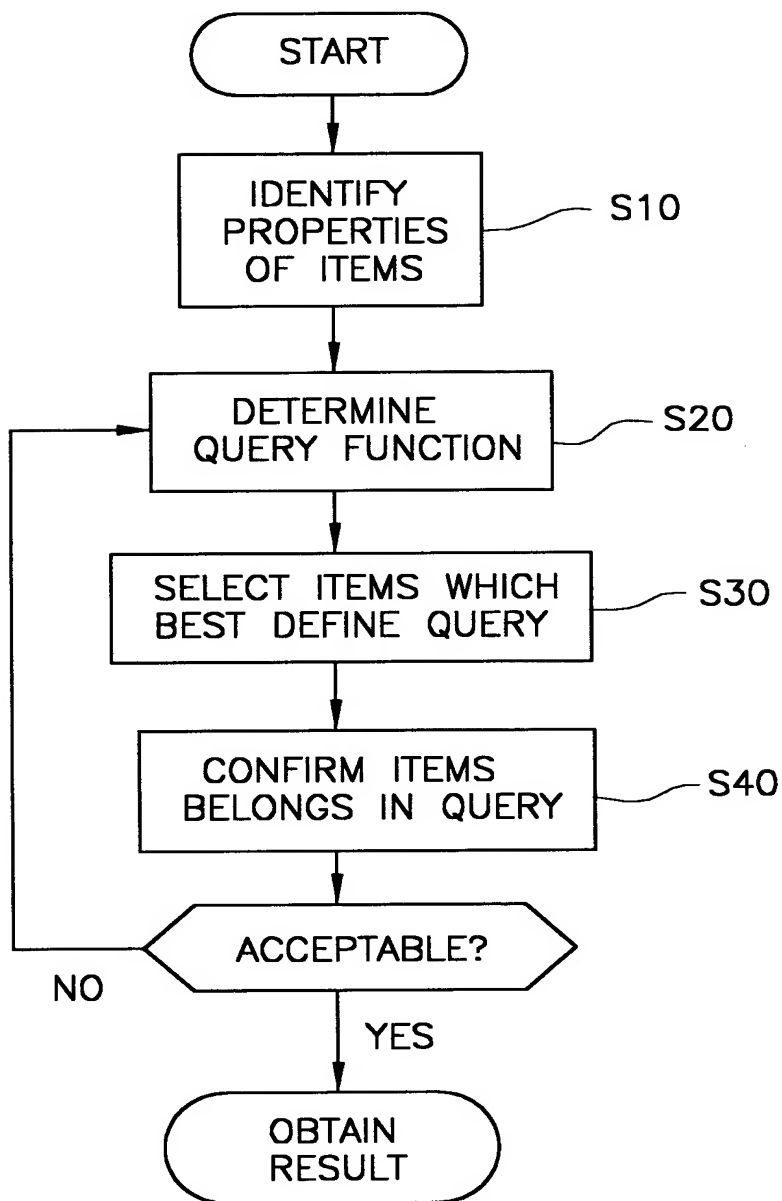 START
IDENTIFY
PROPERTIES
OF ITEMS
S10
DETERMINE
QUERY FUNCTION
S20
SELECT ITEMS WHICH
BEST DEFINE QUERY
S30
CONFIRM ITEMS
BELONGS IN QUERY
S40
ACCEPTABLE?
NO
YES
OBTAIN
RESULT